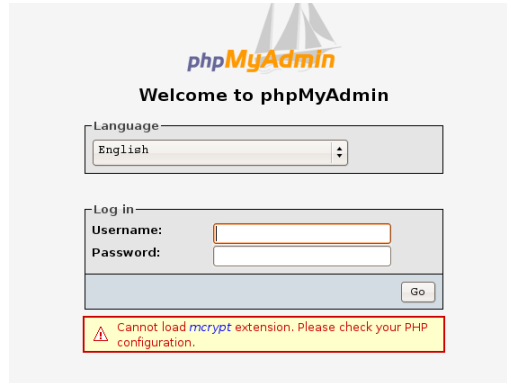 phpMyAdmin
Welcome to phpMyAdmin
Language
English
Log in
Username:
Password:
Go
Cannot load mcrypt extension. Please check your PHP
configuration.